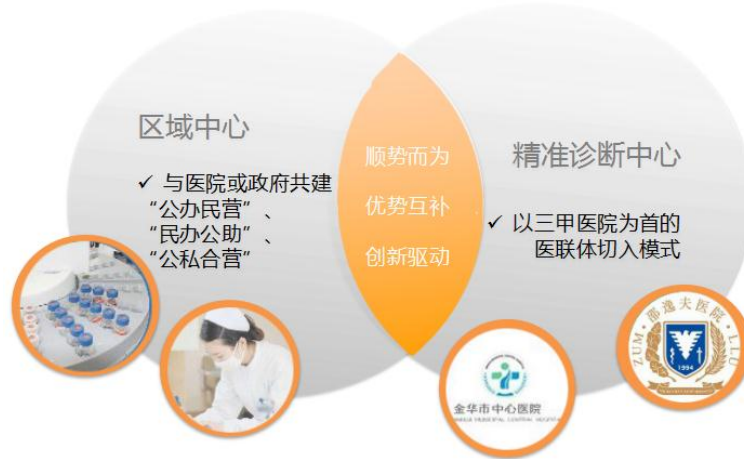 区域中心
✓ 与医院或政府共建
“公办民营”、
“民办公助”、
“公私合营”
顺势而为
优势互补
创新驱动
精准诊断中心
✓ 以三甲医院为首的
医联体切入模式
金华市中心医院
ZUM·邵逸夫医院·LLU
1994